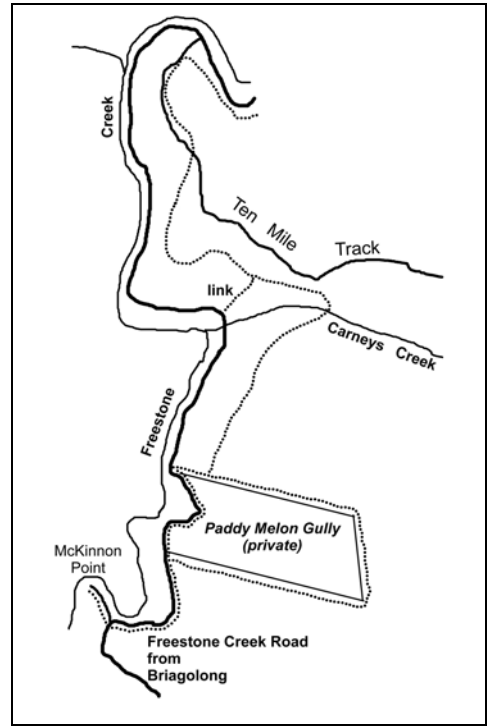 Creek
Ten Mile
Track
link
Carneys Creek
Freestone
Paddy Melon Gully
(private)
McKinnon
Point
Freestone Creek Road
from
Briagolong